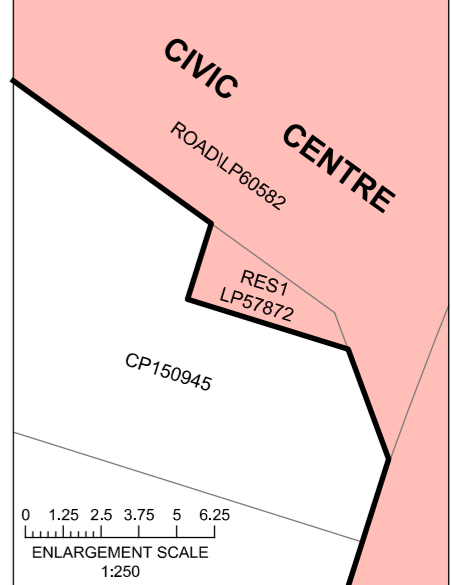 CIVIC CENTRE
ROAD\LP60582
RES1
LP57872
CP150945
0 1.25 2.5 3.75 5 6.25
ENLARGEMENT SCALE
1:250